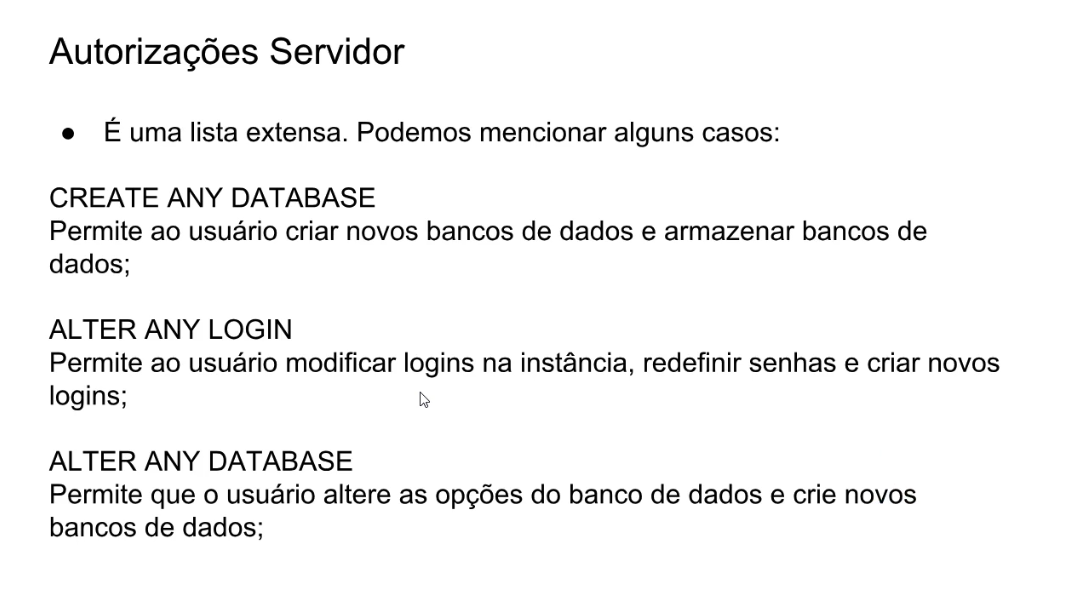 Autorizações Servidor
● É uma lista extensa. Podemos mencionar alguns casos:
CREATE ANY DATABASE
Permite ao usuário criar novos bancos de dados e armazenar bancos de
dados;
ALTER ANY LOGIN
Permite ao usuário modificar logins na instância, redefinir senhas e criar novos
logins;
ALTER ANY DATABASE
Permite que o usuário altere as opções do banco de dados e crie novos
bancos de dados;